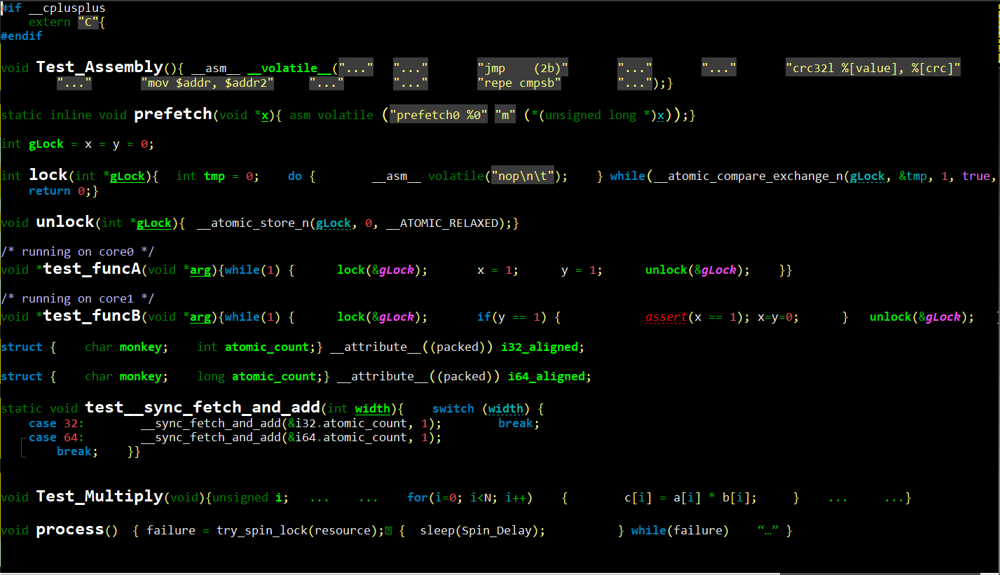 #if __cplusplus
extern "C"{
#endif
void Test_Assembly(){ __asm__ __volatile__("..." "..." "jmp (2b)" "..." "..." "crc32l %[value], %[crc]"
"..." "mov $addr, $addr2" "..." "..." "repe cmpsb" "...");}
static inline void prefetch(void *x){ asm volatile ("prefetch0 %0" "m" (*(unsigned long *)x));}
int gLock = x = y = 0;
int lock(int *gLock){ int tmp = 0; do { __asm__ volatile("nop\n\t"); } while(__atomic_compare_exchange_n(gLock, &tmp, 1, true,
return 0;}
void unlock(int *gLock){ __atomic_store_n(gLock, 0, __ATOMIC_RELAXED);}
/* running on core0 */
void *test_funcA(void *arg){while(1) { lock(&gLock); x = 1; y = 1; unlock(&gLock); }}
/* running on core1 */
void *test_funcB(void *arg){while(1) { lock(&gLock); if(y == 1) { assert(x == 1); x=y=0; } unlock(&gLock);
struct { char monkey; int atomic_count;} __attribute__((packed)) i32_aligned;
struct { char monkey; long atomic_count;} __attribute__((packed)) i64_aligned;
static void test__sync_fetch_and_add(int width){ switch (width) {
case 32: __sync_fetch_and_add(&i32.atomic_count, 1); break;
case 64: __sync_fetch_and_add(&i64.atomic_count, 1);
break; }}
void Test_Multiply(void){unsigned i; ... ... for(i=0; i<N; i++) { c[i] = a[i] * b[i]; } ... ...}
void process() { failure = try_spin_lock(resource); { sleep(Spin_Delay); } while(failure) “…” }